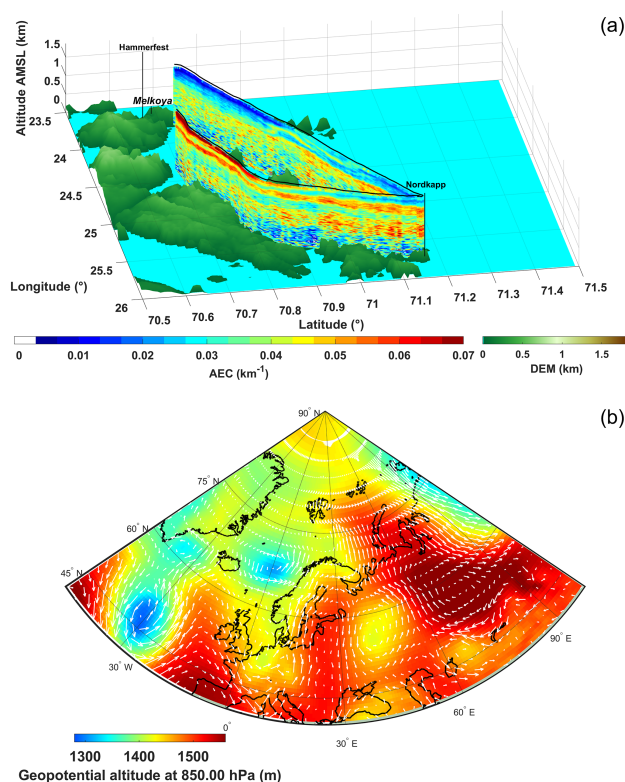 (a)
Altitude AMSL (km)
1.5
1
0.5
0
Hammerfest
Melkoya
Nordkapp
23.5
24
24.5
25
25.5
26
Longitude (°)
70.5
70.6
70.7
70.8
70.9
71
71.1
71.2
71.3
71.4
71.5
Latitude (°)
0 0.01 0.02 0.03 0.04 0.05 0.06 0.07
AEC (km-1)
0 0.5 1 1.5
DEM (km)
(b)
90° N
75° N
60° N
45° N
30° W
0°
30° E
60° E
90° E
1300 1400 1500
Geopotential altitude at 850.00 hPa (m)